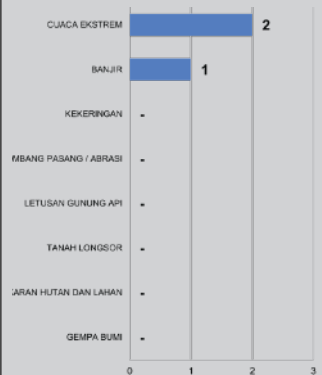 CUACA EKSTREM 2
BANJIR 1
KEKERINGAN -
MBANG PASANG / ABRASI -
LETUSAN GUNUNG API -
TANAH LONGSOR -
ARAN HUTAN DAN LAHAN -
GEMPA BUMI -
0 1 2 3